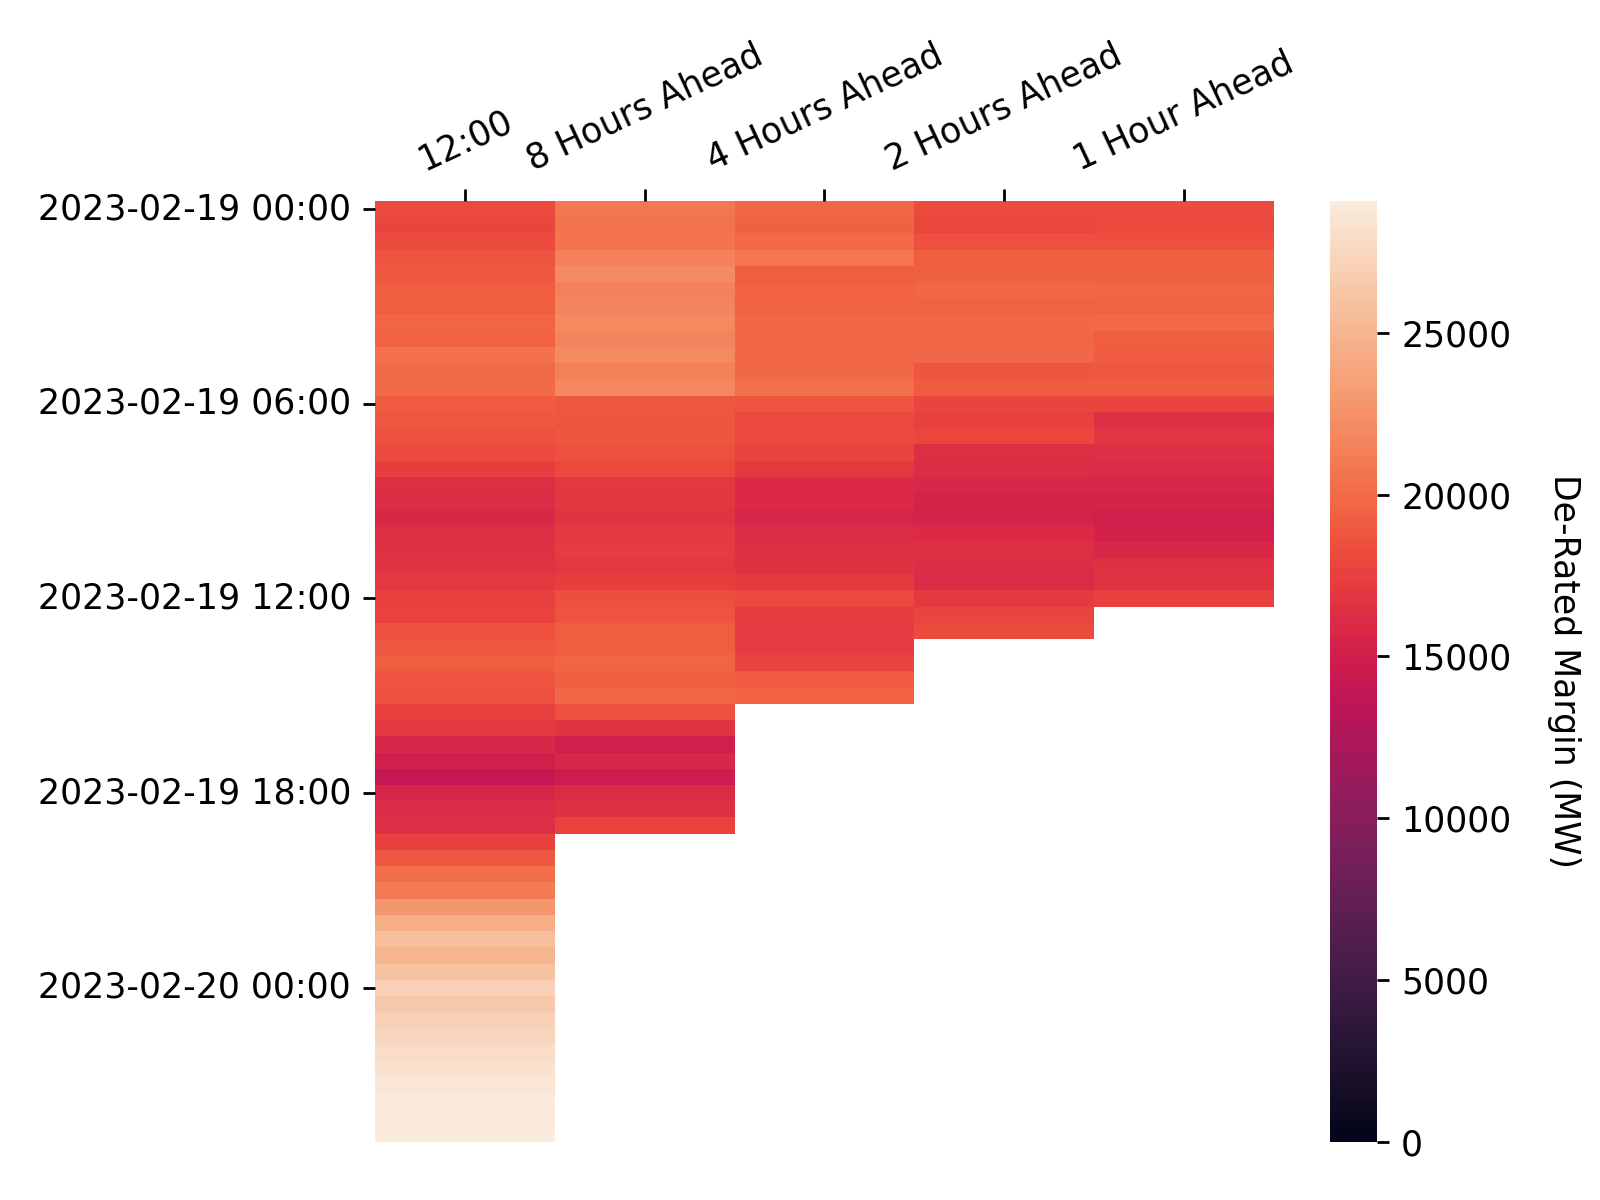 12:00
8 Hours Ahead
4 Hours Ahead
2 Hours Ahead
1 Hour Ahead
2023-02-19 00:00
2023-02-19 06:00
2023-02-19 12:00
2023-02-19 18:00
2023-02-20 00:00
25000
20000
15000
10000
5000
0
De-Rated Margin (MW)